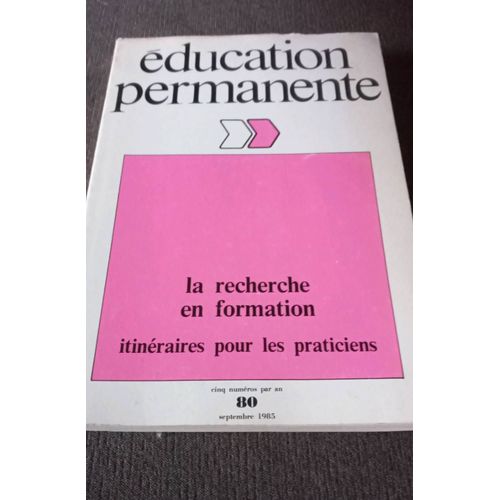 éducation
permanente
la recherche
en formation
itinéraires pour les praticiens
cinq numéros par an
80
septembre 1985